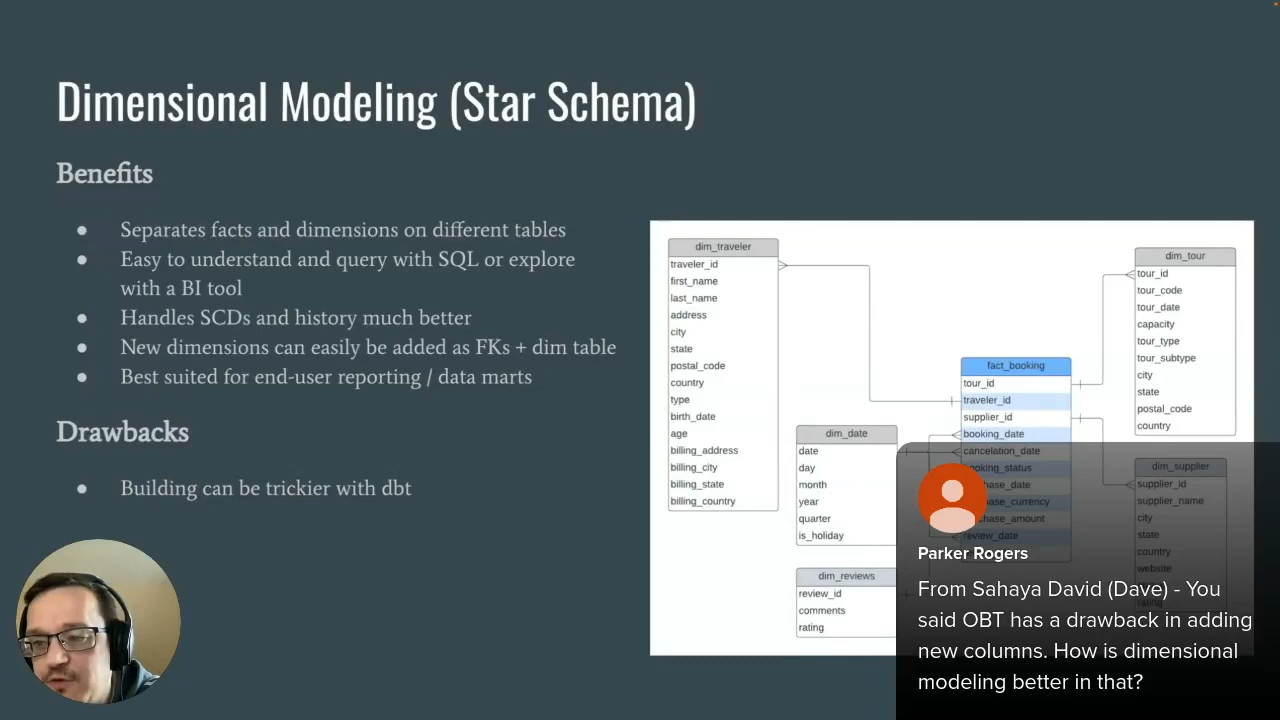 Dimensional Modeling (Star Schema)
Benefits
● Separates facts and dimensions on different tables
● Easy to understand and query with SQL or explore
with a BI tool
● Handles SCDs and history much better
● New dimensions can easily be added as FKs + dim table
● Best suited for end-user reporting / data marts
Drawbacks
● Building can be trickier with dbt
dim_traveler
traveler_id
first_name
last_name
address
city
state
postal_code
country
type
birth_date
age
billing_address
billing_city
billing_state
billing_country
dim_date
date
day
month
year
quarter
is_holiday
dim_reviews
review_id
comments
rating
fact_booking
tour_id
traveler_id
supplier_id
booking_date
cancelation_date
ooking_status
hase_date
hase_currency
chase_amount
review_date
dim_tour
tour_id
tour_code
tour_date
capacity
tour_type
tour_subtype
city
state
postal_code
country
dim_supplier
supplier_id
supplier_name
city
state
country
website
Parker Rogers
From Sahaya David (Dave) - You
said OBT has a drawback in adding
new columns. How is dimensional
modeling better in that?